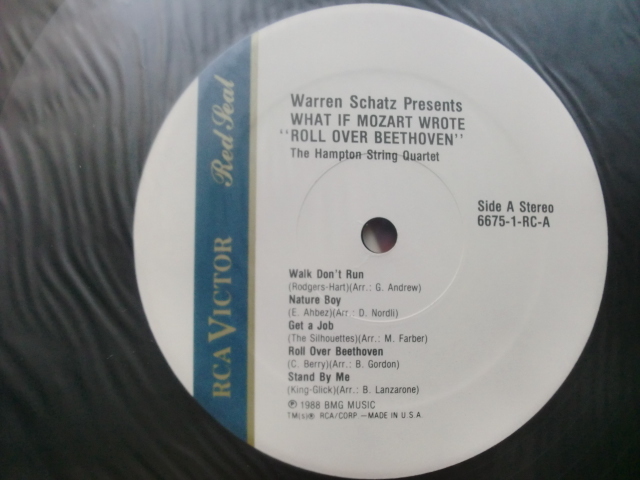 RCA VICTOR Red Seal
Warren Schatz Presents
WHAT IF MOZART WROTE
"ROLL OVER BEETHOVEN"
The Hampton String Quartet
Side A Stereo
6675-1-RC-A
Walk Don't Run
(Rodgers-Hart)(Arr.: G. Andrew)
Nature Boy
(E. Ahbez)(Arr : D. Nordli)
Get a Job
(The Silhouettes)(Arr.: M. Farber)
Roll Over Beethoven
(C. Berry)(Arr.: B. Gordon)
Stand By Me
(King-Glick)(Arr.: B. Lanzarone)
℗ 1988 BMG MUSIC
TM(s)® RCA/CORP —MADE IN U.S.A.